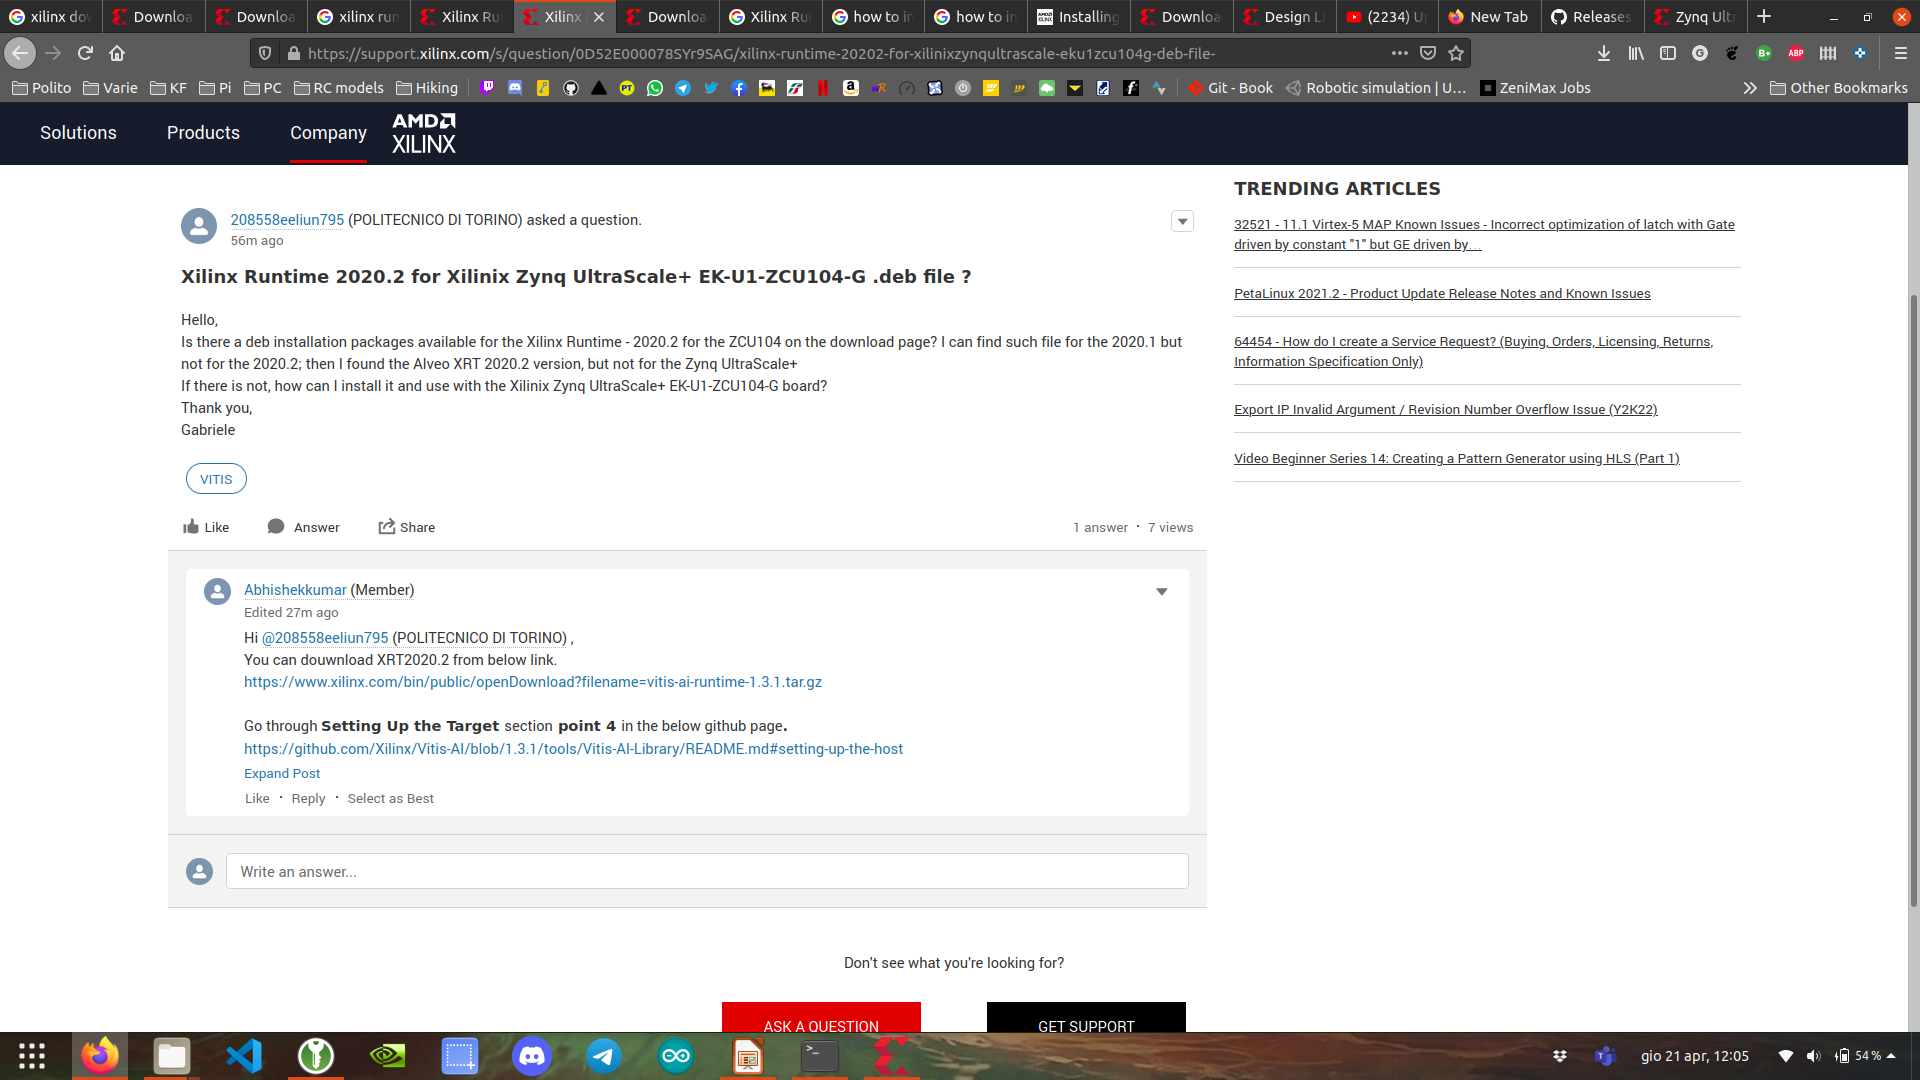 xilinx do
Downloa
Downloa
xilinx run
Xilinx Ru
Xilinx
Downloa
Xilinx Ru
how to in
how to in
Installing
Downloa
Design Li
(2234) U
New Tab
Releases
Zynq Ult
https://support.xilinx.com/s/question/0D52E000078SYr9SAG/xilinx-runtime-20202-for-xilinixzynqultrascale-eku1zcu104g-deb-file-
Polito
Varie
KF
Pi
PC
RC models
Hiking
Git - Book
Robotic simulation | U…
ZeniMax Jobs
Other Bookmarks
Solutions
Products
Company
AMD
XILINX
208558eeliun795 (POLITECNICO DI TORINO) asked a question.
56m ago
Xilinx Runtime 2020.2 for Xilinix Zynq UltraScale+ EK-U1-ZCU104-G .deb file ?
Hello,
Is there a deb installation packages available for the Xilinx Runtime - 2020.2 for the ZCU104 on the download page? I can find such file for the 2020.1 but
not for the 2020.2; then I found the Alveo XRT 2020.2 version, but not for the Zynq UltraScale+
If there is not, how can I install it and use with the Xilinix Zynq UltraScale+ EK-U1-ZCU104-G board?
Thank you,
Gabriele
VITIS
Like
Answer
Share
1 answer · 7 views
Abhishekkumar (Member)
Edited 27m ago
Hi @208558eeliun795 (POLITECNICO DI TORINO) ,
You can douwnload XRT2020.2 from below link.
https://www.xilinx.com/bin/public/openDownload?filename=vitis-ai-runtime-1.3.1.tar.gz
Go through Setting Up the Target section point 4 in the below github page.
https://github.com/Xilinx/Vitis-AI/blob/1.3.1/tools/Vitis-AI-Library/README.md#setting-up-the-host
Expand Post
Like · Reply · Select as Best
Write an answer...
TRENDING ARTICLES
32521 - 11.1 Virtex-5 MAP Known Issues - Incorrect optimization of latch with Gate
driven by constant "1" but GE driven by…
PetaLinux 2021.2 - Product Update Release Notes and Known Issues
64454 - How do I create a Service Request? (Buying, Orders, Licensing, Returns,
Information Specification Only)
Export IP Invalid Argument / Revision Number Overflow Issue (Y2K22)
Video Beginner Series 14: Creating a Pattern Generator using HLS (Part 1)
Don't see what you're looking for?
ASK A QUESTION
GET SUPPORT
gio 21 apr, 12:05
54 %